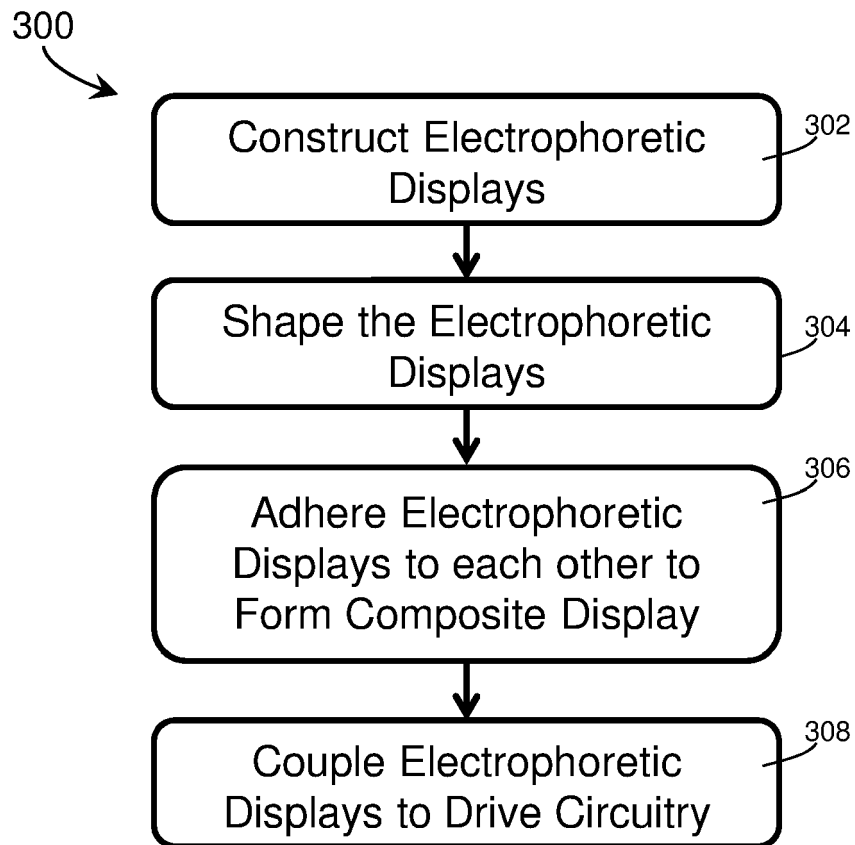 300
Construct Electrophoretic
Displays
302
Shape the Electrophoretic
Displays
304
Adhere Electrophoretic
Displays to each other to
Form Composite Display
306
Couple Electrophoretic
Displays to Drive Circuitry
308